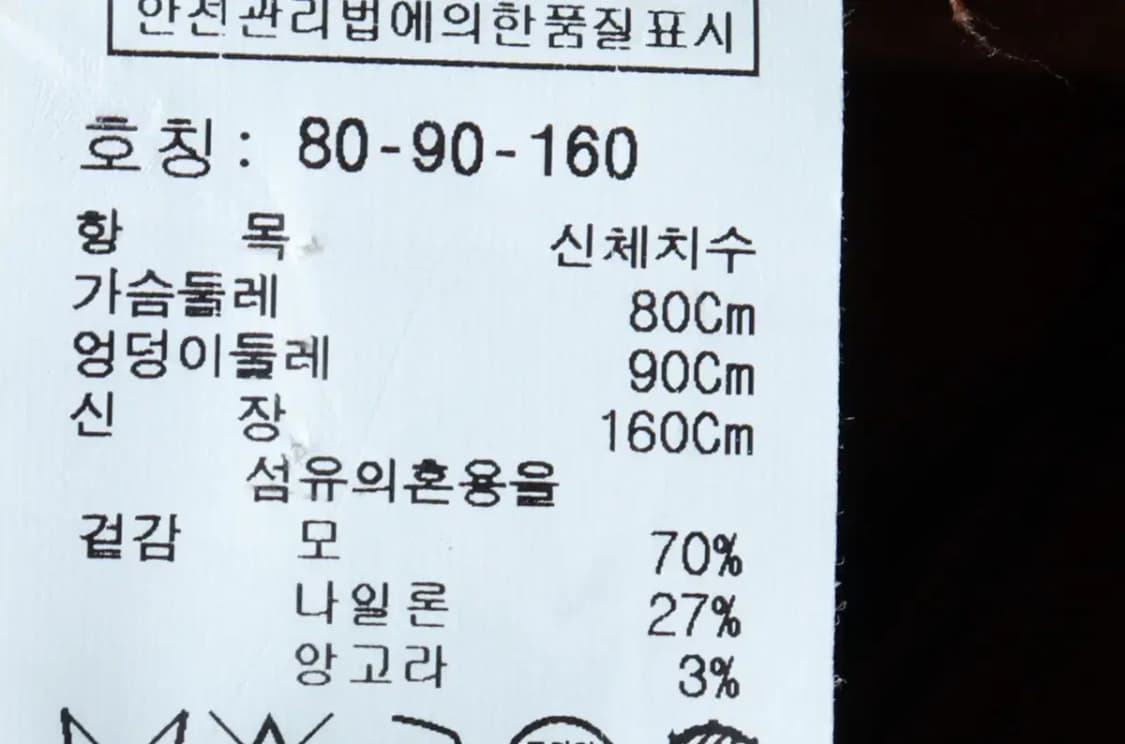 안전관리법에의한품질표시
호칭: 80-90-160
항 목 신체치수
가슴둘레 80Cm
엉덩이둘레 90Cm
신 장 160Cm
섬유의혼용율
겉감 모 70%
나일론 27%
앙고라 3%